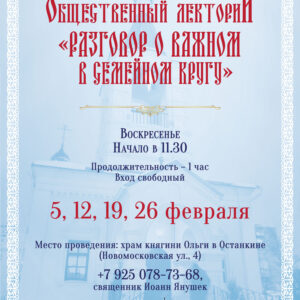 Общественный лекторий
«Разговор о важном
в семейном кругу»
Воскресенье
Начало в 11.30
Продолжительность – 1 час
Вход свободный
5, 12, 19, 26 февраля
Место проведения: храм княгини Ольги в Останкине
(Новомосковская ул., 4)
+7 925 078-73-68,
священник Иоанн Янушек